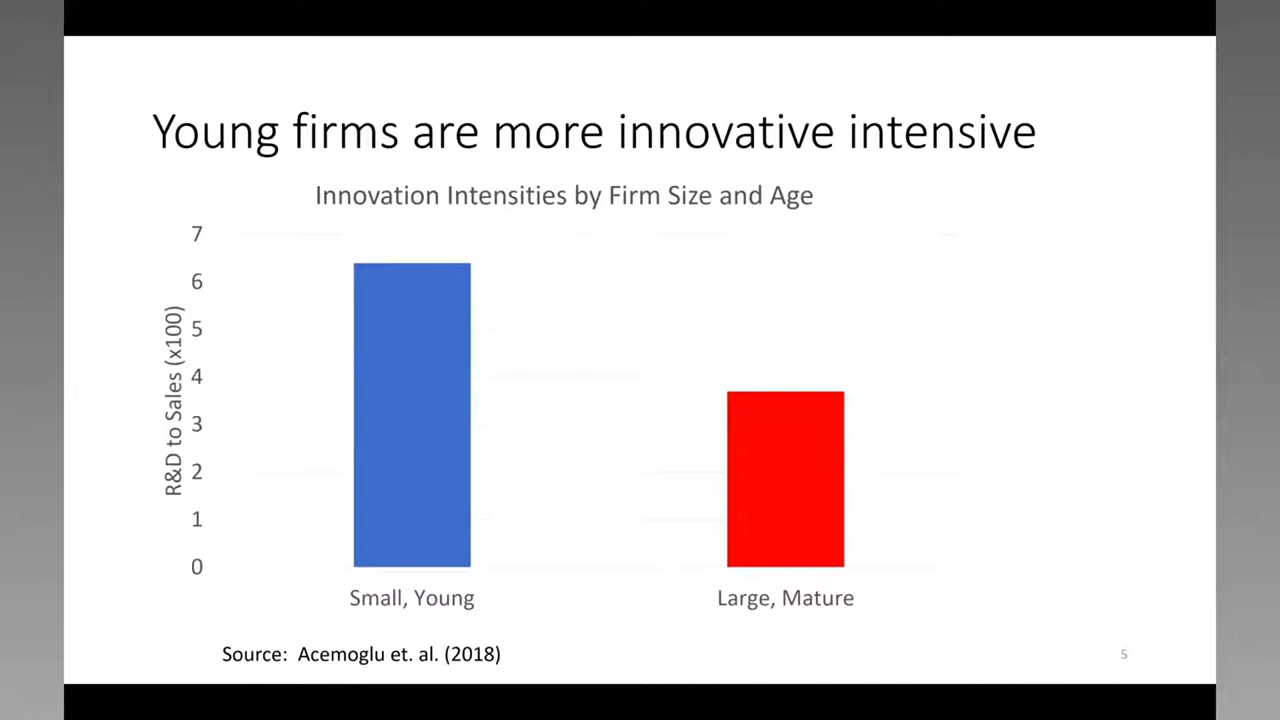 Young firms are more innovative intensive
Innovation Intensities by Firm Size and Age
7
6
5
4
3
2
1
0
R&D to Sales (x100)
Small, Young
Large, Mature
Source: Acemoglu et. al. (2018)
5